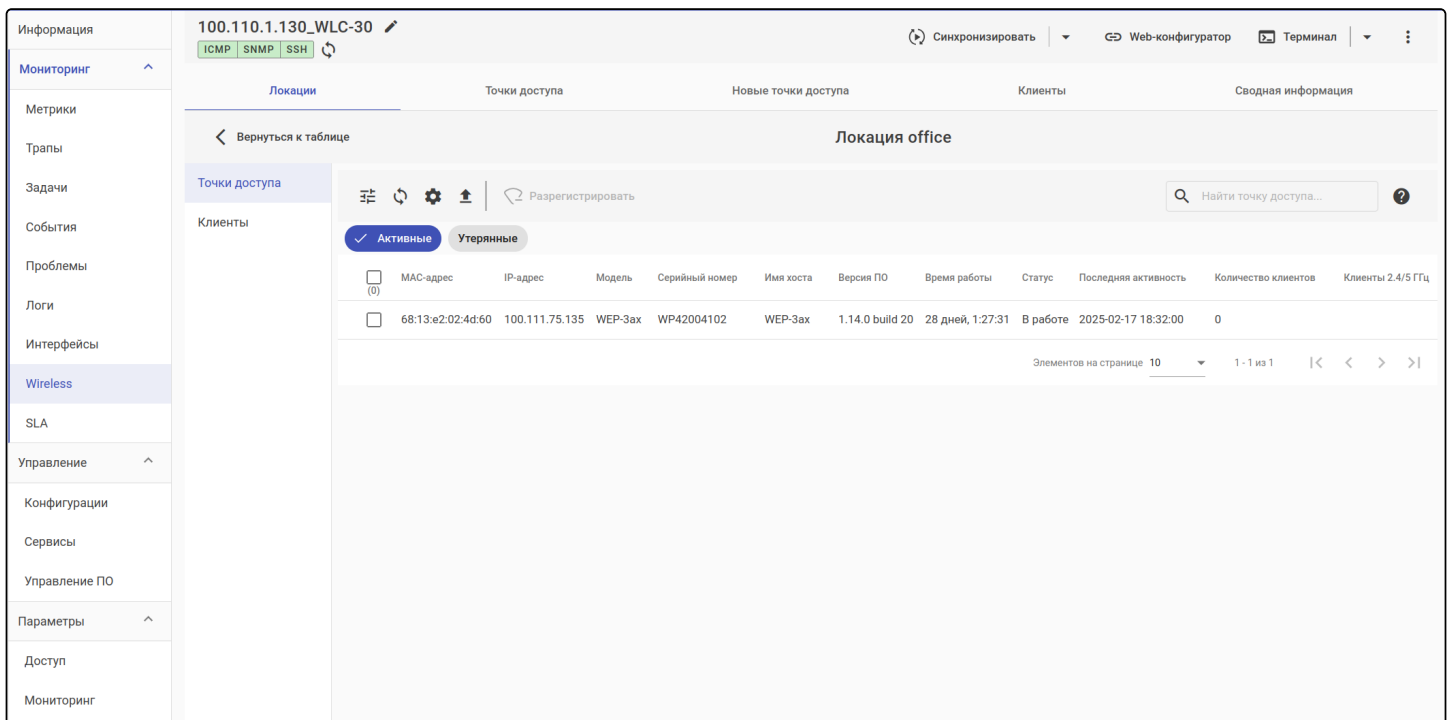 Информация
Мониторинг
Метрики
Трапы
Задачи
События
Проблемы
Логи
Интерфейсы
Wireless
SLA
Управление
Конфигурации
Сервисы
Управление ПО
Параметры
Доступ
Мониторинг
100.110.1.130_WLC-30
ICMP SNMP SSH
Синхронизировать Web-конфигуратор Терминал
Локации Точки доступа Новые точки доступа Клиенты Сводная информация
Вернуться к таблице Локация office
Точки доступа
Клиенты
Разрегистрировать Найти точку доступа...
Активные Утерянные
(0) MAC-адрес IP-адрес Модель Серийный номер Имя хоста Версия ПО Время работы Статус Последняя активность Количество клиентов Клиенты 2.4/5 ГГц
68:13:e2:02:4d:60 100.111.75.135 WEP-3ax WP42004102 WEP-3ax 1.14.0 build 20 28 дней, 1:27:31 В работе 2025-02-17 18:32:00 0
Элементов на странице 10 1 - 1 из 1